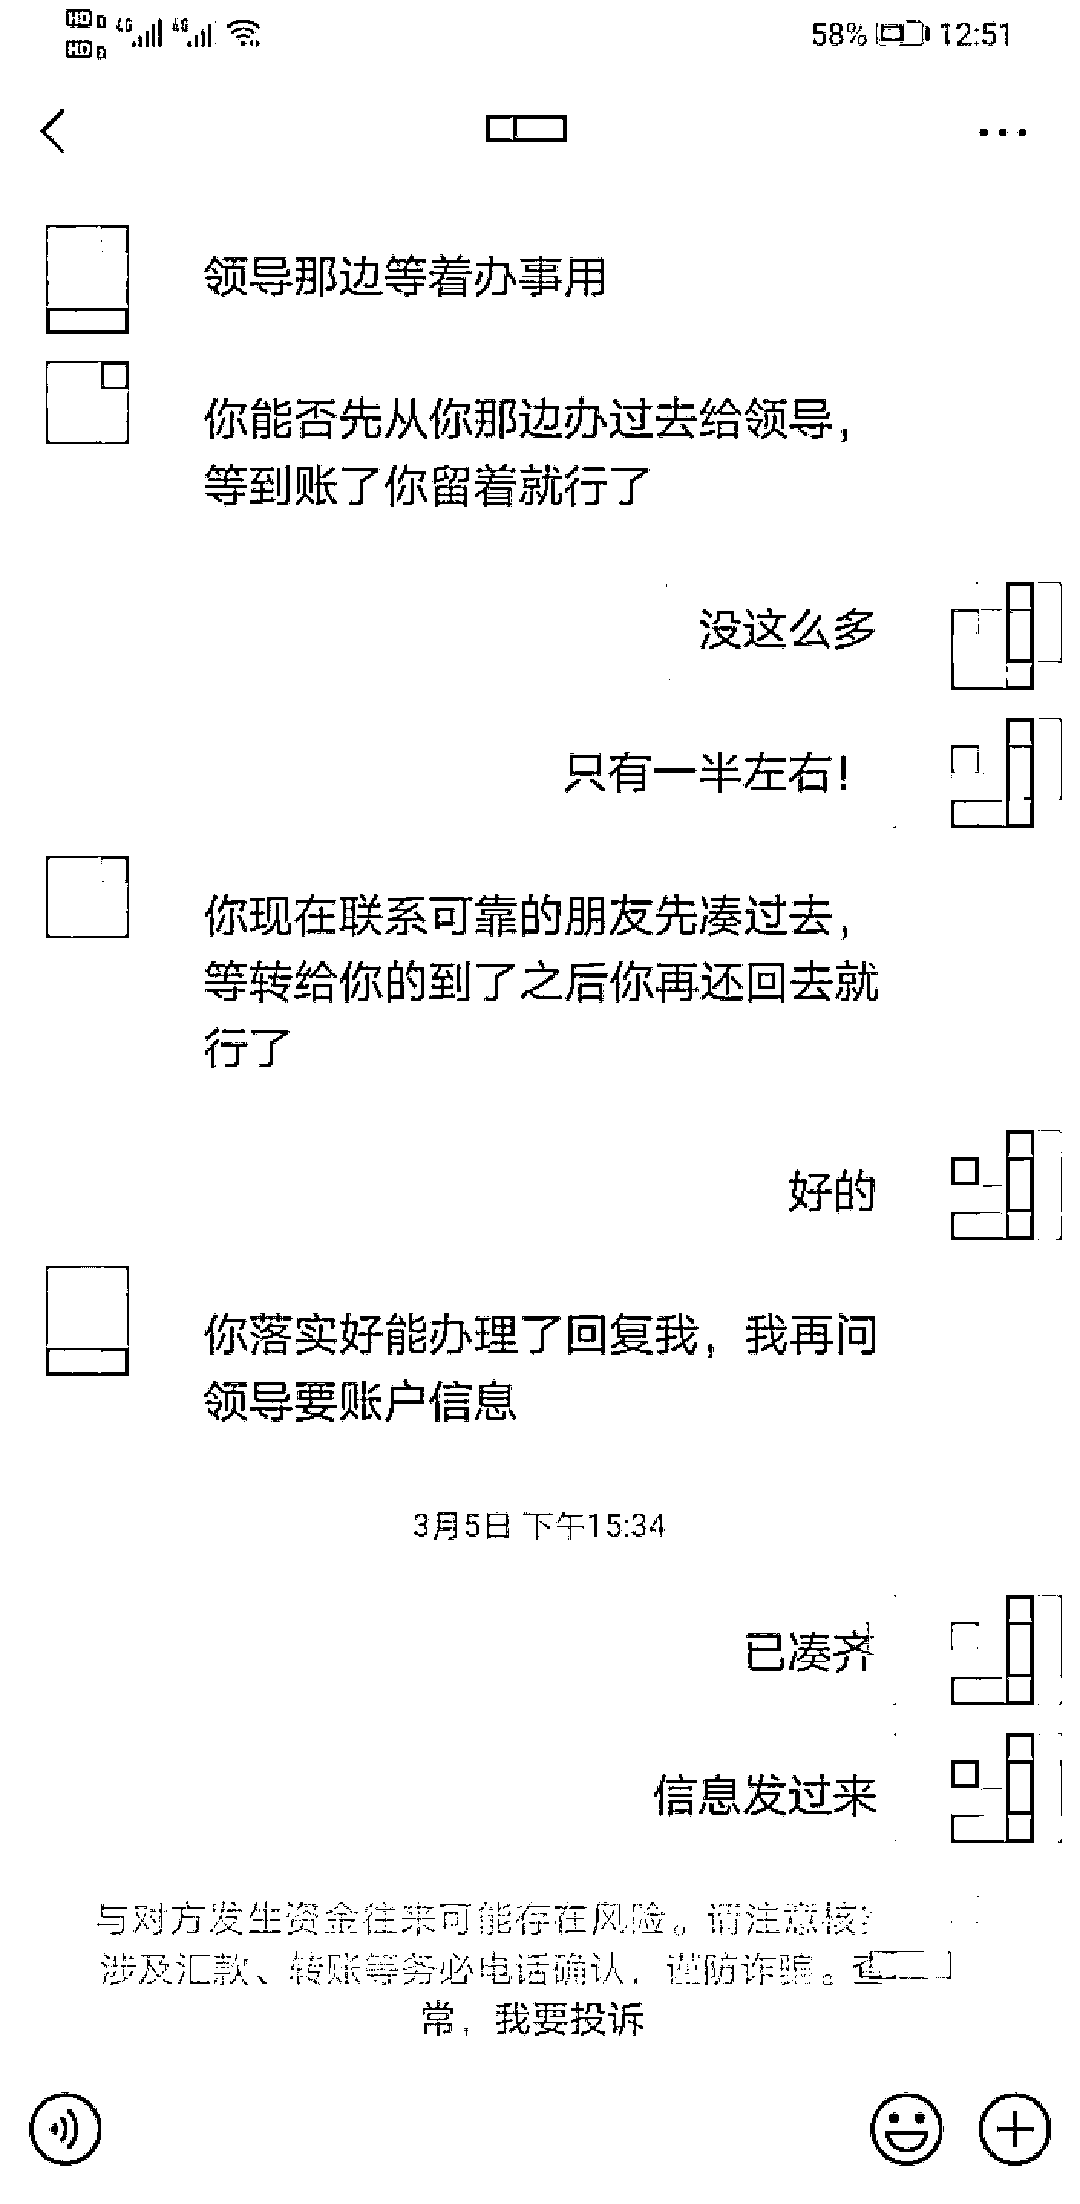 HD 1 4G 4G 58% 12:51
HD 2
领导那边等着办事用
你能否先从你那边办过去给领导，
等到账了你留着就行了
没这么多
只有一半左右！
你现在联系可靠的朋友先凑过去，
等转给你的到了之后你再还回去就
行了
好的
你落实好能办理了回复我，我再问
领导要账户信息
3月5日 下午15:34
已凑齐
信息发过来
与对方发生资金往来可能存在风险。请注意核
涉及汇款、转账等务必电话确认，谨防诈骗。
常，我要投诉